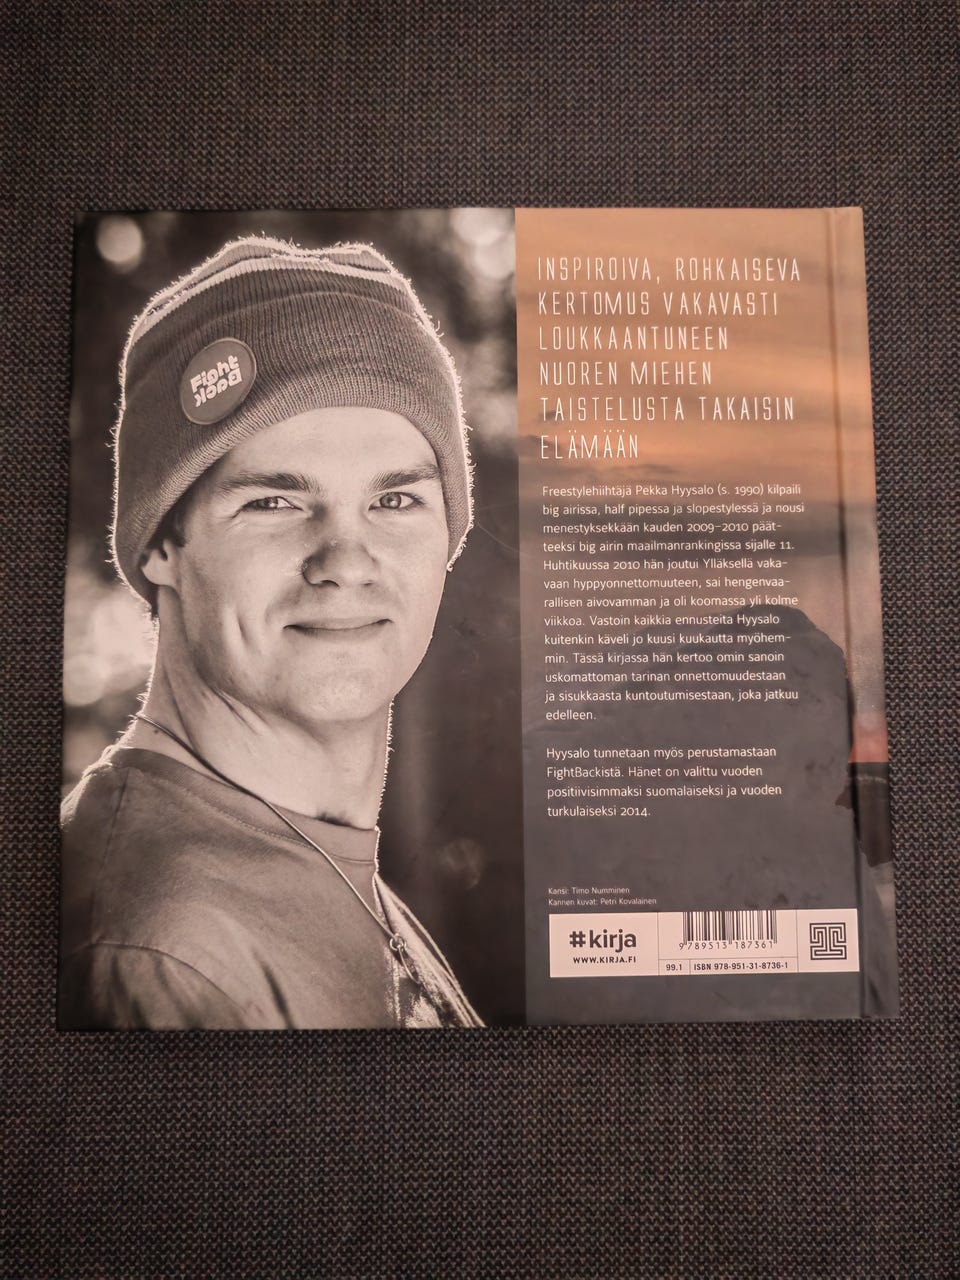 Fight
Back
INSPIROIVA, ROHKAISEVA
KERTOMUS VAKAVASTI
LOUKKAANTUNEEN
NUOREN MIEHEN
TAISTELUSTA TAKAISIN
ELÄMÄÄN
Freestylehiihtäjä Pekka Hyysalo (s. 1990) kilpaili
big airissa, half pipessa ja slopestylessä ja nousi
menestyksekkään kauden 2009–2010 päät-
teeksi big airin maailmanrankingissa sijalle 11.
Huhtikuussa 2010 hän joutui Ylläksellä vaka-
vaan hyppyonnettomuuteen, sai hengenvaa-
rallisen aivovamman ja oli koomassa yli kolme
viikkoa. Vastoin kaikkia ennusteita Hyysalo
kuitenkin käveli jo kuusi kuukautta myöhem-
min. Tässä kirjassa hän kertoo omin sanoin
uskomattoman tarinan onnettomuudestaan
ja sisukkaasta kuntoutumisestaan, joka jatkuu
edelleen.
Hyysalo tunnetaan myös perustamastaan
FightBackistä. Hänet on valittu vuoden
positiivisimmaksi suomalaiseksi ja vuoden
turkulaiseksi 2014.
Kansi: Timo Numminen
Kannen kuvat: Petri Kovalainen
#kirja
WWW.KIRJA.FI
9 789513 187361
99.1 ISBN 978-951-31-8736-1